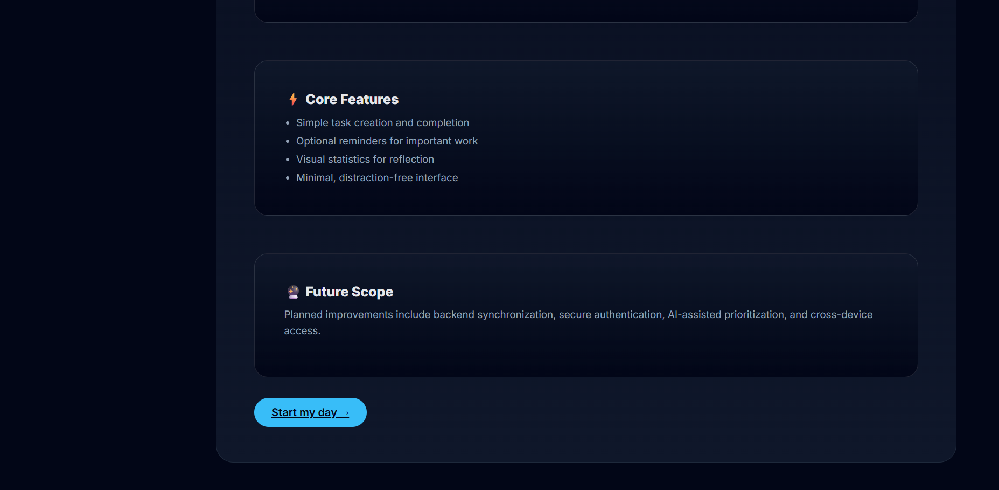 ⚡ Core Features
• Simple task creation and completion
• Optional reminders for important work
• Visual statistics for reflection
• Minimal, distraction-free interface
🔮 Future Scope
Planned improvements include backend synchronization, secure authentication, AI-assisted prioritization, and cross-device
access.
Start my day →